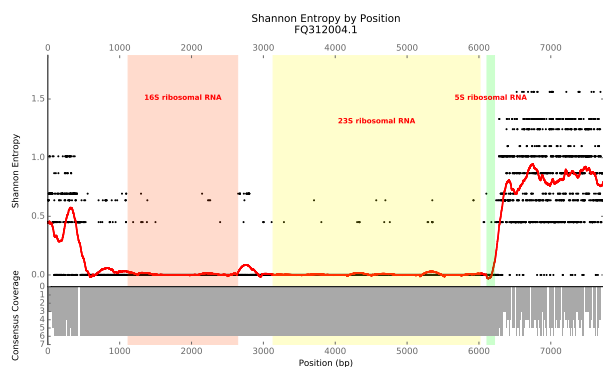 Shannon Entropy by Position
FQ312004.1
0 1000 2000 3000 4000 5000 6000 7000
16S ribosomal RNA
23S ribosomal RNA
5S ribosomal RNA
Shannon Entropy
1.5
1.0
0.5
0.0
Consensus Coverage
0
1
2
3
4
5
6
7
0 1000 2000 3000 4000 5000 6000 7000
Position (bp)